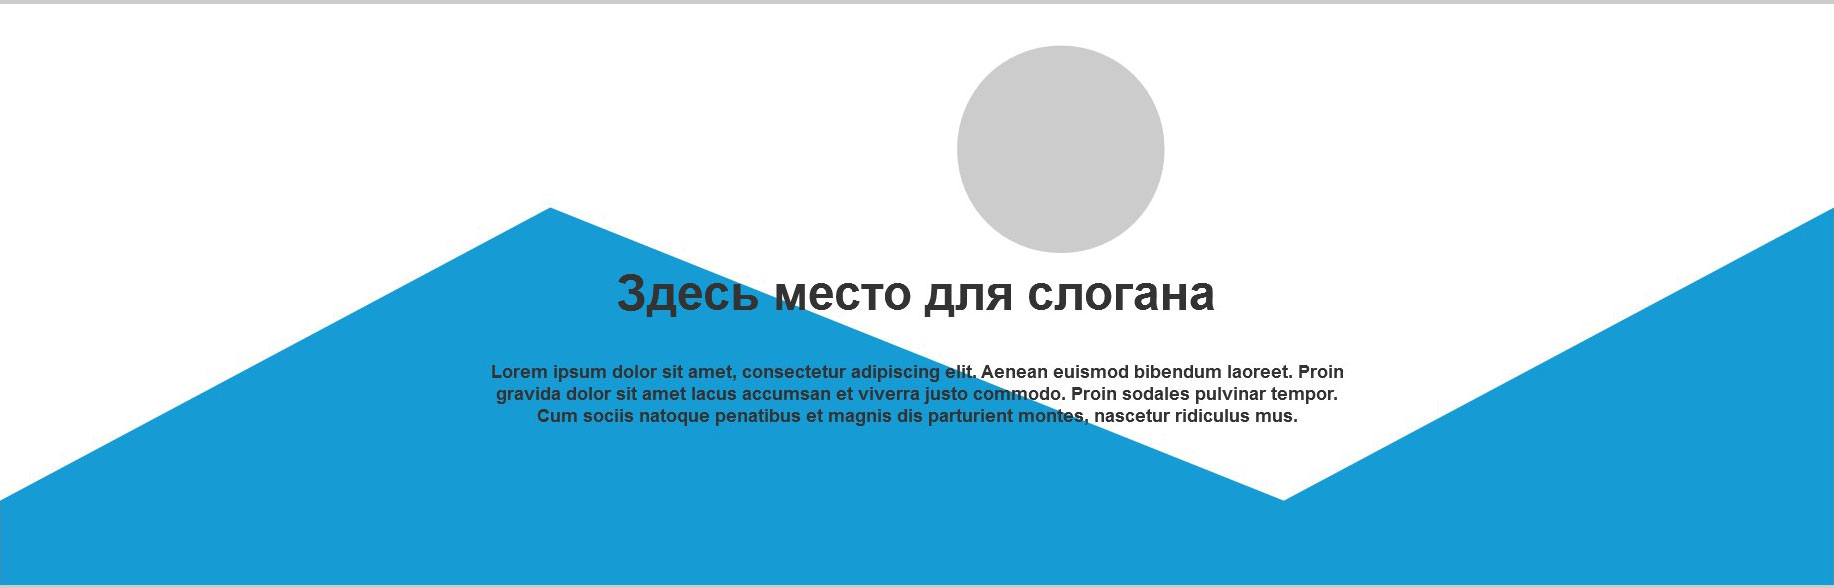 Здесь место для слогана
Lorem ipsum dolor sit amet, consectetur adipiscing elit. Aenean euismod bibendum laoreet. Proin
gravida dolor sit amet lacus accumsan et viverra justo commodo. Proin sodales pulvinar tempor.
Cum sociis natoque penatibus et magnis dis parturient montes, nascetur ridiculus mus.